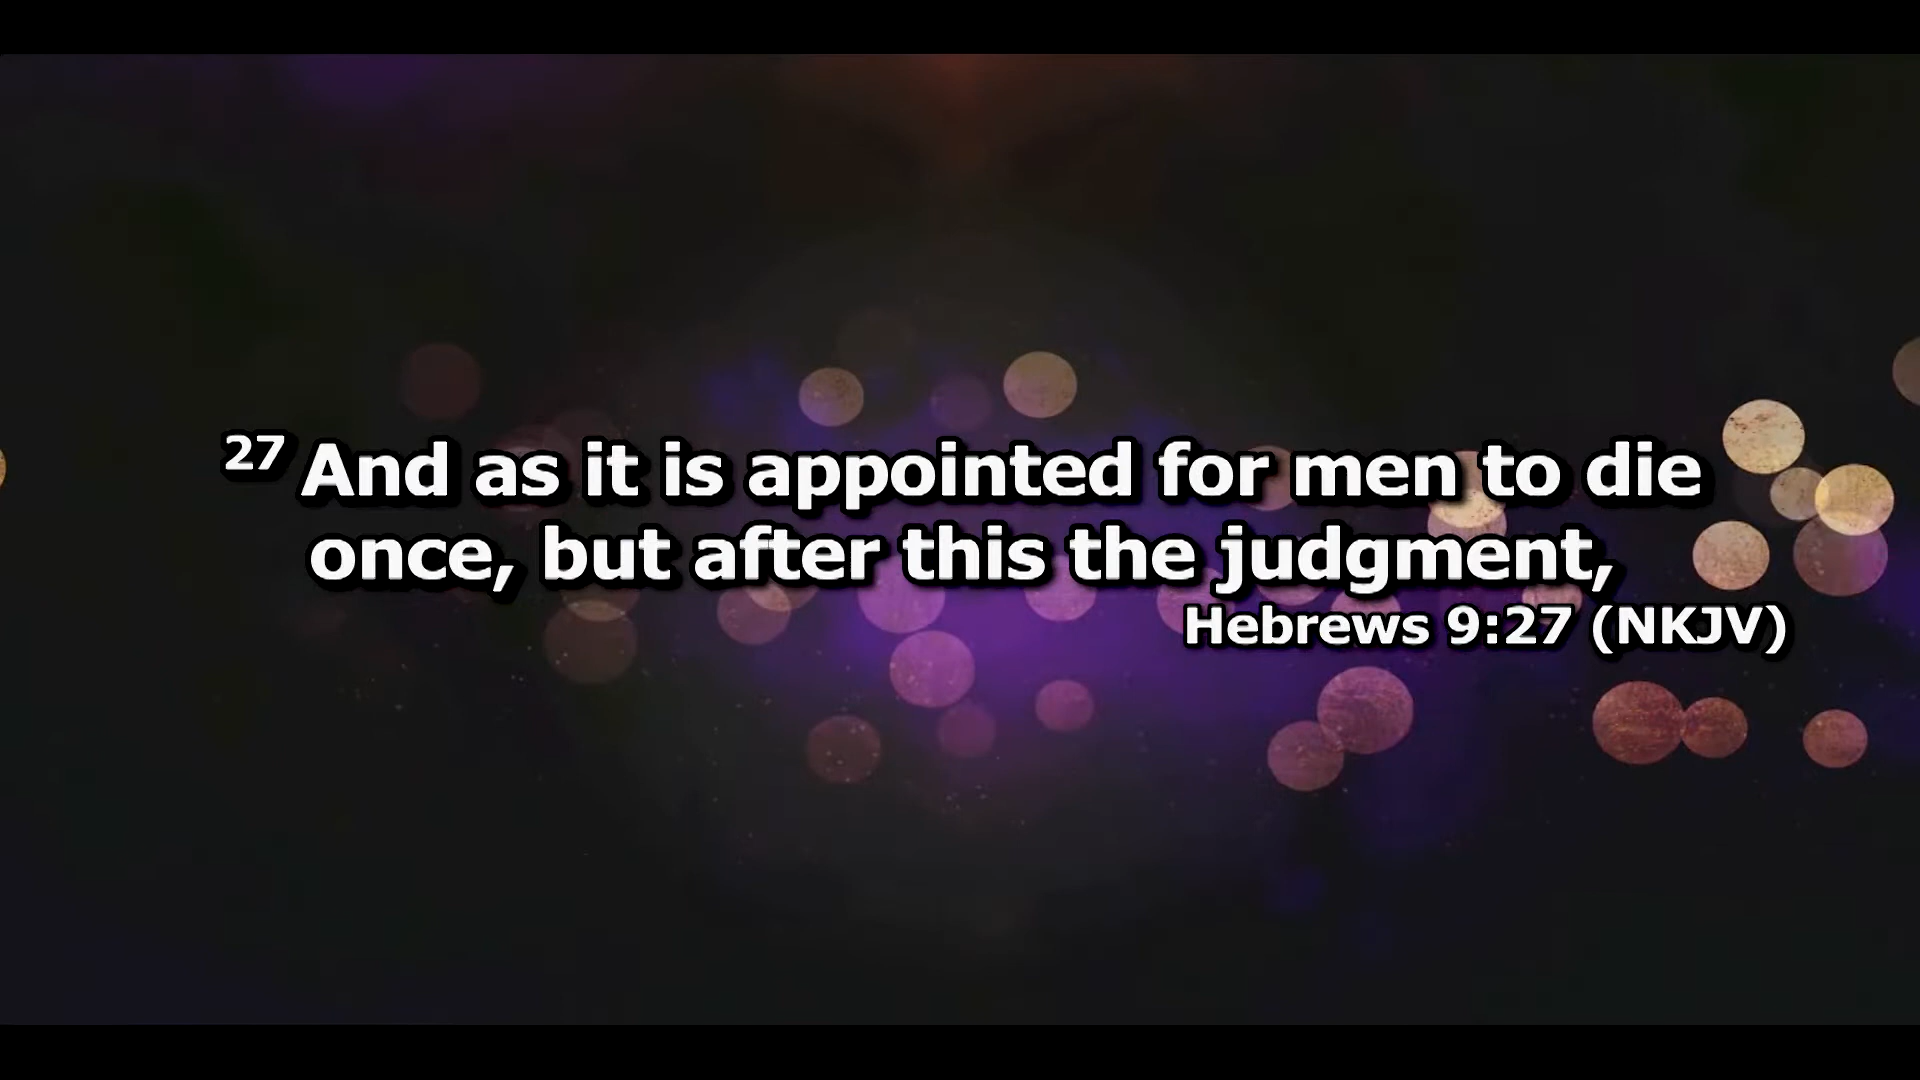 27 And as it is appointed for men to die
once, but after this the judgment,
Hebrews 9:27 (NKJV)